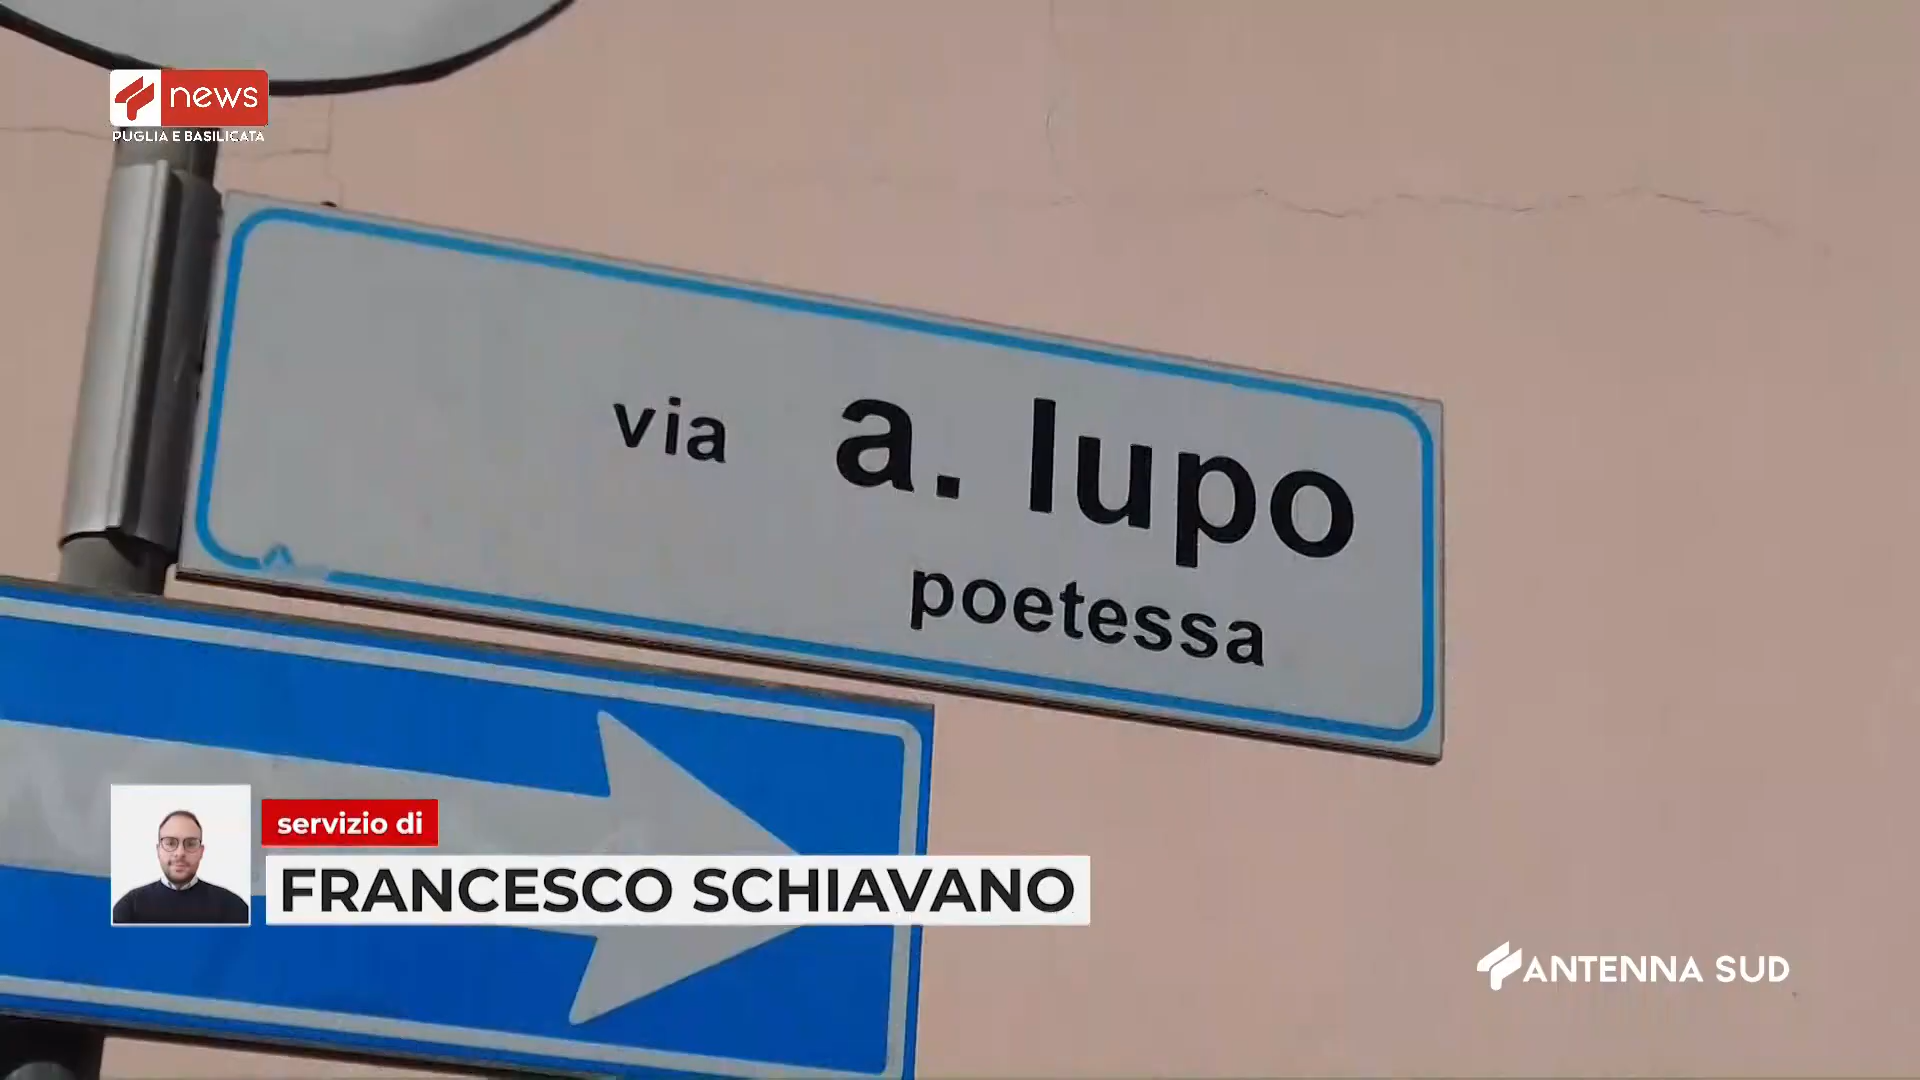 news
PUGLIA E BASILICATA
via a. lupo
poetessa
servizio di
FRANCESCO SCHIAVANO
ANTENNA SUD